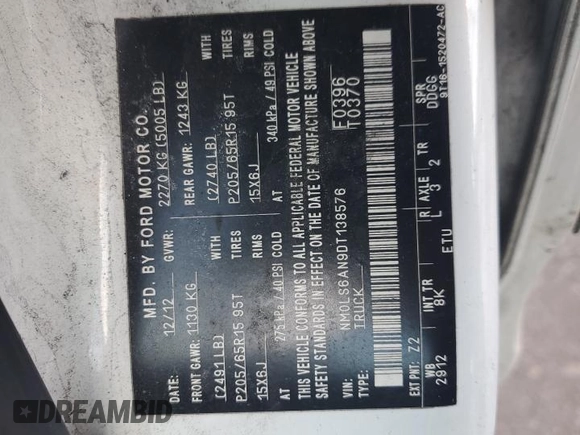 MFD. BY FORD MOTOR CO.
DATE: 12/12 GVWR: 2270 KG (5005 LB)
FRONT GAWR: 1130 KG REAR GAWR: 1243 KG
(2491LB) WITH (2740 LB) WITH
P205/65R15 95T TIRES P205/65R15 95T TIRES
15X6J RIMS 15X6J RIMS
AT 275 kPa / 40 PSI COLD AT 340 kPa / 49 PSI COLD
THIS VEHICLE CONFORMS TO ALL APPLICABLE FEDERAL MOTOR VEHICLE
SAFETY STANDARDS IN EFFECT ON THE DATE OF MANUFACTURE SHOWN ABOVE
VIN: NM0LS6AN9DT138576 F0396
TYPE: TRUCK T0370
EXT PNT: Z2
WB INT TR R AXLE TR SPR
2912 8K L 3 2 DDGG
ETU 9T16-1520472-AC
DREAMBID